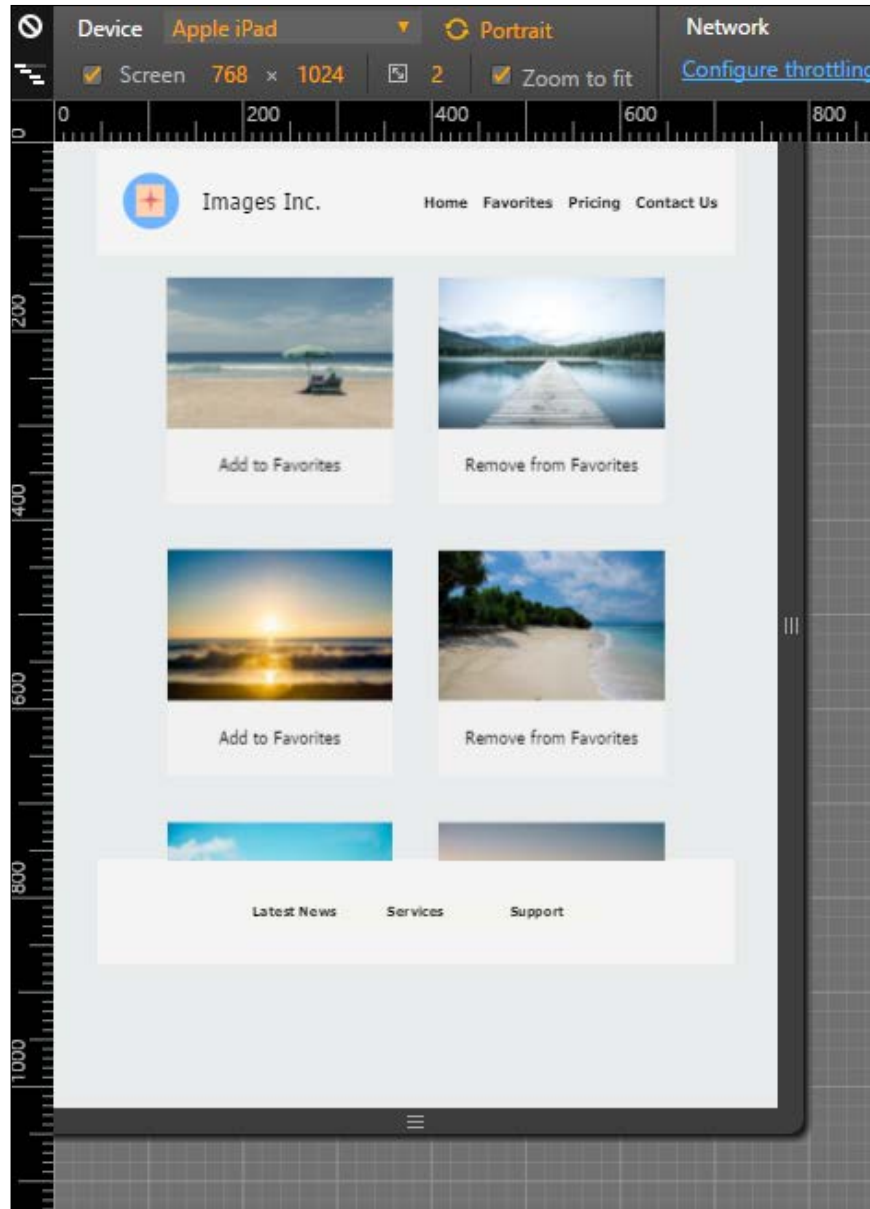 Device Apple iPad Portrait Network
Screen 768 × 1024 2 Zoom to fit Configure throttling
0 200 400 600 800
0
Images Inc. Home Favorites Pricing Contact Us
200
Add to Favorites Remove from Favorites
400
600
Add to Favorites Remove from Favorites
800
Latest News Services Support
1000